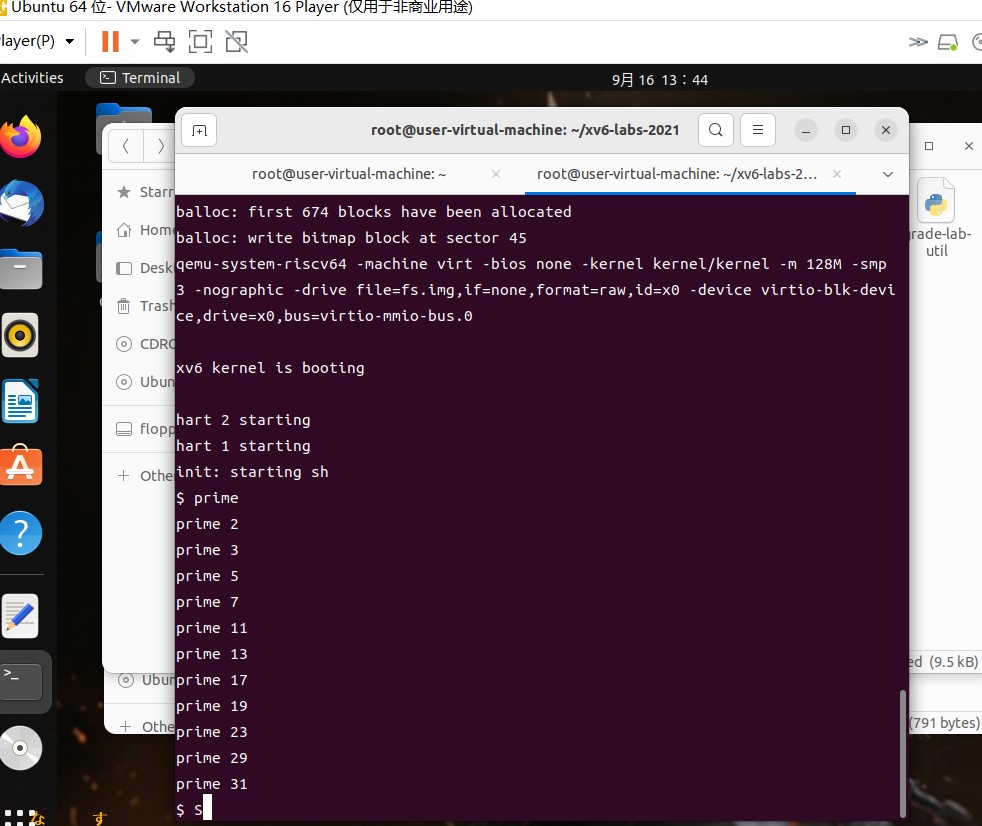 Ubuntu 64 位- VMware Workstation 16 Player (仅用于非商业用途)
layer(P)
Activities
Terminal
9月 16 13：44
root@user-virtual-machine: ~/xv6-labs-2021
root@user-virtual-machine: ~
root@user-virtual-machine: ~/xv6-labs-2...
Starr
Home
Desk
Trash
CDRO
Ubun
flopp
Othe
Ubun
Othe
rade-lab-
util
ed (9.5 kB)
(791 bytes)
balloc: first 674 blocks have been allocated
balloc: write bitmap block at sector 45
qemu-system-riscv64 -machine virt -bios none -kernel kernel/kernel -m 128M -smp
3 -nographic -drive file=fs.img,if=none,format=raw,id=x0 -device virtio-blk-devi
ce,drive=x0,bus=virtio-mmio-bus.0
xv6 kernel is booting
hart 2 starting
hart 1 starting
init: starting sh
$ prime
prime 2
prime 3
prime 5
prime 7
prime 11
prime 13
prime 17
prime 19
prime 23
prime 29
prime 31
$ S
な す